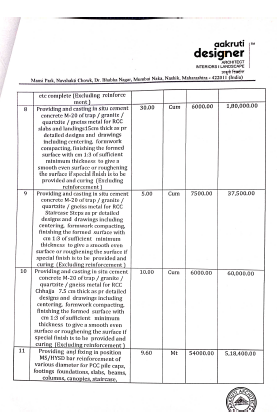 aakruti
designer
ARCHITECT
INTERIORS I LANDSCAPE
Mumbai Naka, Nashik, Maharashtra - 422011 (India)
etc complete (Excluding reinforce
ment )
8 Providing and casting in situ cement 30.00 Cum 6000.00 1,80,000.00
concrete M-20 of trap / granite /
quartzite / gneiss metal for RCC
slabs and landings15cm thick as per
detailed designs and drawings
including centering, formwork
compacting, finishing the formed
surface with cm 1:3 of sufficient
minimum thickness to give a
smooth even surface or roughening
the surface if special finish is to be
provided and curing (Excluding
reinforcement )
9 Providing and casting in situ cement 5.00 Cum 7500.00 37,500.00
concrete M-20 of trap / granite /
quartzite / gneiss metal for RCC
Staircase Steps as pr detailed
designs and drawings including
centering, formwork compacting,
finishing the formed surface with
cm 1:3 of sufficient minimum
thickness to give a smooth even
surface or roughening the surface if
special finish is to be provided and
curing (Excluding reinforcement )
10 Providing and casting in situ cement 10.00 Cum 6000.00 60,000.00
concrete M-20 of trap / granite /
quartzite / gneiss metal for RCC
Chhajja 7.5 cm thick as pr detailed
designs and drawings including
centering, formwork compacting,
finishing the formed surface with
cm 1:3 of sufficient minimum
thickness to give a smooth even
surface or roughening the surface if
special finish is to be provided and
curing (Excluding reinforcement )
11 Providing and fixing in position 9.60 Mt 54000.00 5,18,400.00
MS/HYSD bar reinforcement of
various diameter for RCC pile caps,
footings foundations, slabs, beams,
columns, canopies, staircase,